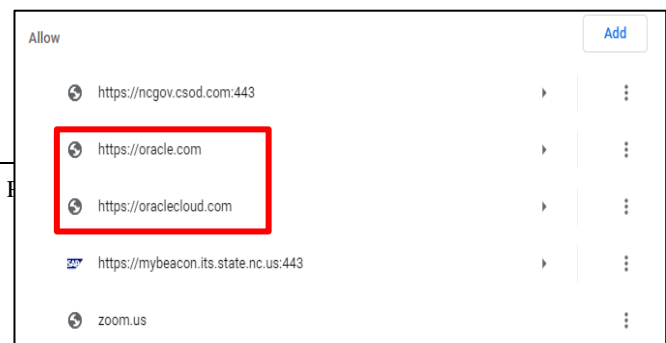 Allow
Add
https://ncgov.csod.com:443
https://oracle.com
https://oraclecloud.com
SAP
https://mybeacon.its.state.nc.us:443
zoom.us